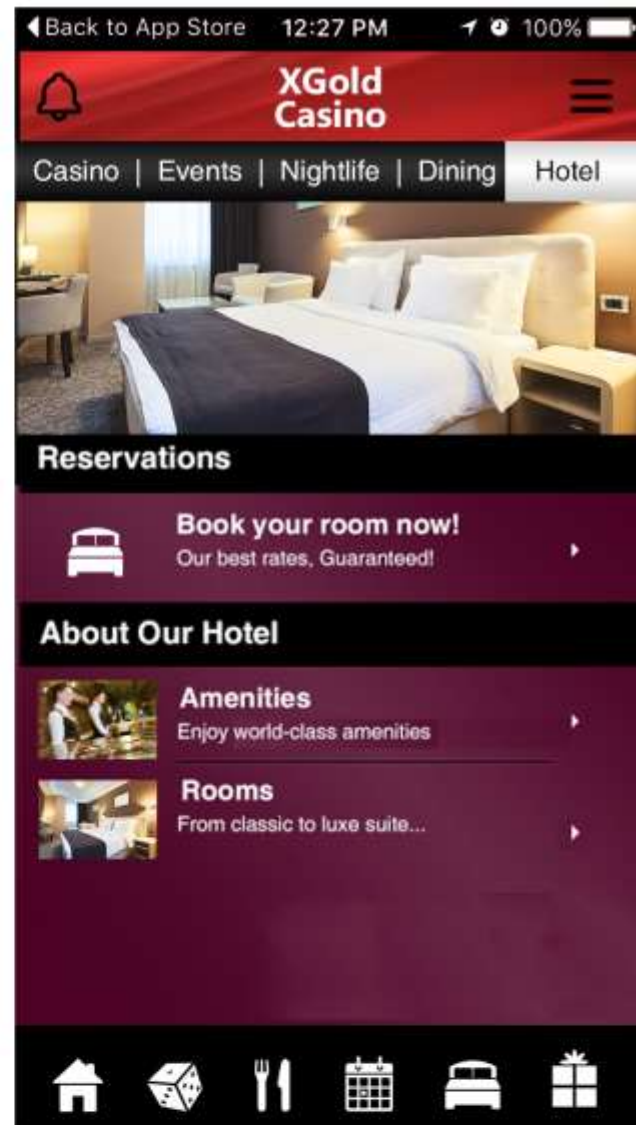 Back to App Store 12:27 PM 100%
XGold
Casino
Casino | Events | Nightlife | Dining Hotel
Reservations
Book your room now!
Our best rates, Guaranteed!
About Our Hotel
Amenities
Enjoy world-class amenities
Rooms
From classic to luxe suite...